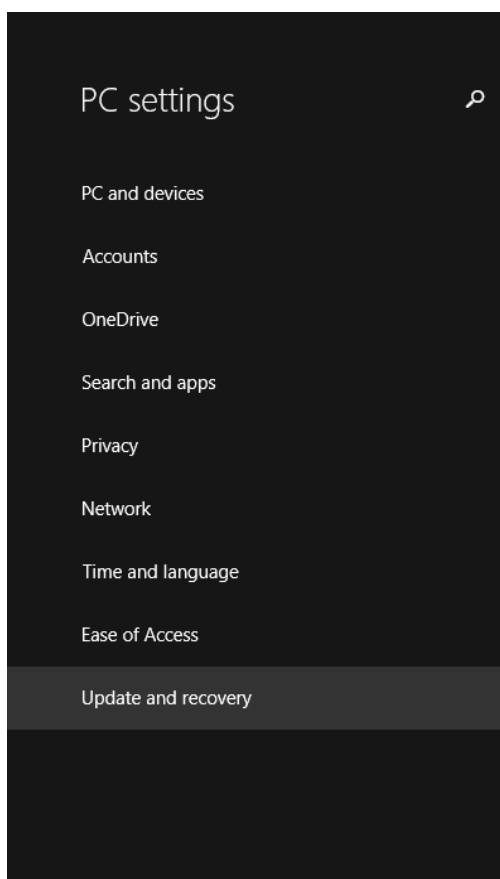 PC settings
PC and devices
Accounts
OneDrive
Search and apps
Privacy
Network
Time and language
Ease of Access
Update and recovery